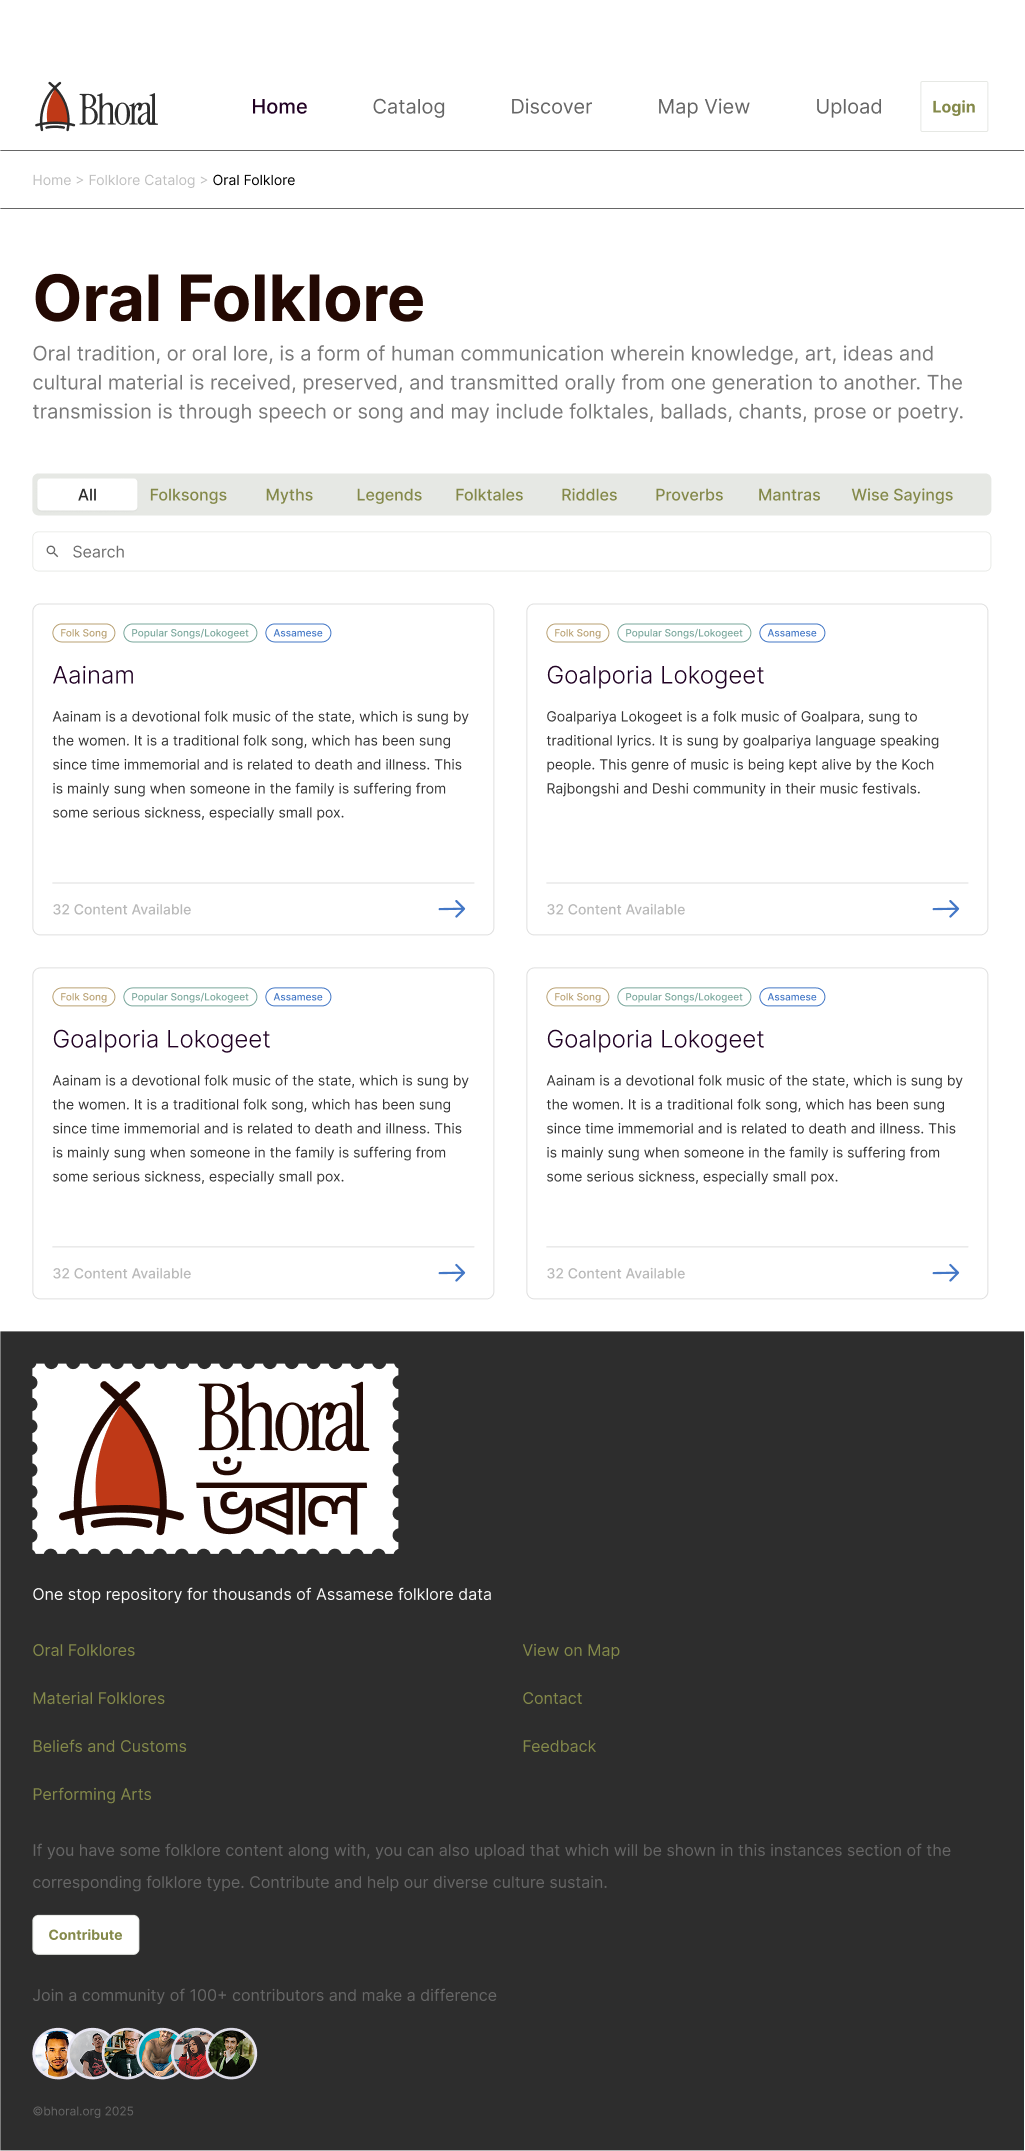 Bhoral
Home
Catalog
Discover
Map View
Upload
Login
Home > Folklore Catalog > Oral Folklore
Oral Folklore
Oral tradition, or oral lore, is a form of human communication wherein knowledge, art, ideas and
cultural material is received, preserved, and transmitted orally from one generation to another. The
transmission is through speech or song and may include folktales, ballads, chants, prose or poetry.
All
Folksongs
Myths
Legends
Folktales
Riddles
Proverbs
Mantras
Wise Sayings
Search
Folk Song
Popular Songs/Lokogeet
Assamese
Aainam
Aainam is a devotional folk music of the state, which is sung by
the women. It is a traditional folk song, which has been sung
since time immemorial and is related to death and illness. This
is mainly sung when someone in the family is suffering from
some serious sickness, especially small pox.
32 Content Available
Folk Song
Popular Songs/Lokogeet
Assamese
Goalporia Lokogeet
Goalpariya Lokogeet is a folk music of Goalpara, sung to
traditional lyrics. It is sung by goalpariya language speaking
people. This genre of music is being kept alive by the Koch
Rajbongshi and Deshi community in their music festivals.
32 Content Available
Folk Song
Popular Songs/Lokogeet
Assamese
Goalporia Lokogeet
Aainam is a devotional folk music of the state, which is sung by
the women. It is a traditional folk song, which has been sung
since time immemorial and is related to death and illness. This
is mainly sung when someone in the family is suffering from
some serious sickness, especially small pox.
32 Content Available
Folk Song
Popular Songs/Lokogeet
Assamese
Goalporia Lokogeet
Aainam is a devotional folk music of the state, which is sung by
the women. It is a traditional folk song, which has been sung
since time immemorial and is related to death and illness. This
is mainly sung when someone in the family is suffering from
some serious sickness, especially small pox.
32 Content Available
Bhoral
ভঁৰাল
One stop repository for thousands of Assamese folklore data
Oral Folklores
Material Folklores
Beliefs and Customs
Performing Arts
View on Map
Contact
Feedback
If you have some folklore content along with, you can also upload that which will be shown in this instances section of the
corresponding folklore type. Contribute and help our diverse culture sustain.
Contribute
Join a community of 100+ contributors and make a difference
©bhoral.org 2025